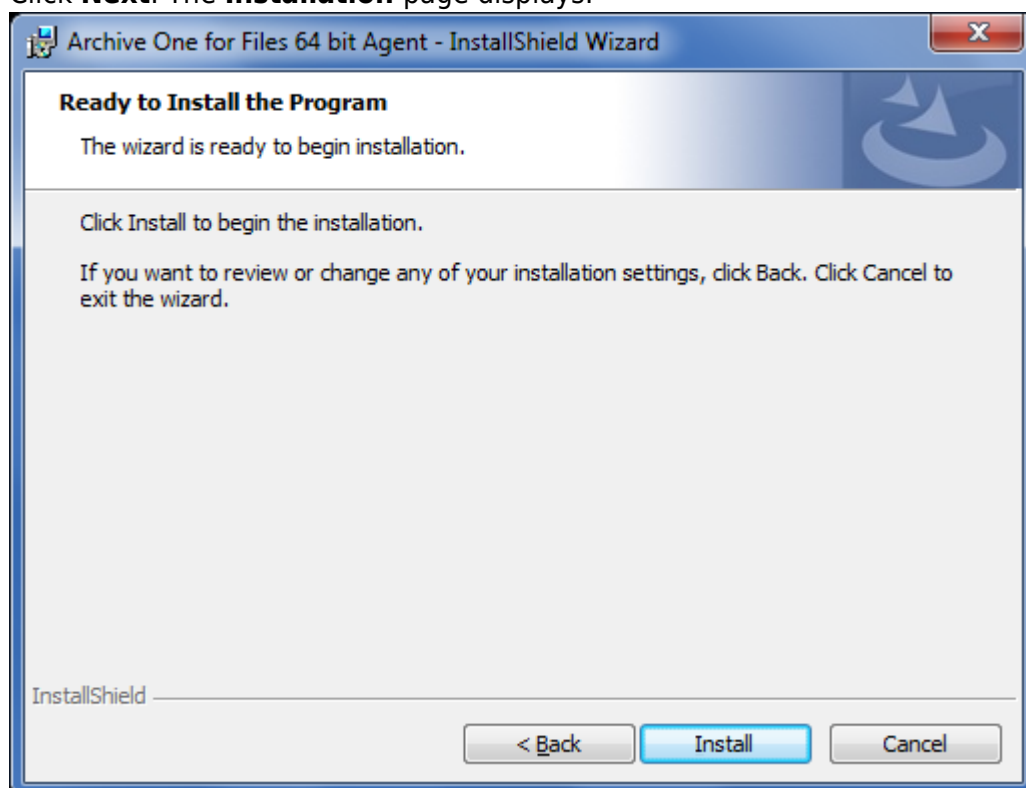 Click Next. The Installation page displays.
Archive One for Files 64 bit Agent - InstallShield Wizard
Ready to Install the Program
The wizard is ready to begin installation.
Click Install to begin the installation.
If you want to review or change any of your installation settings, click Back. Click Cancel to
exit the wizard.
InstallShield
< Back
Install
Cancel